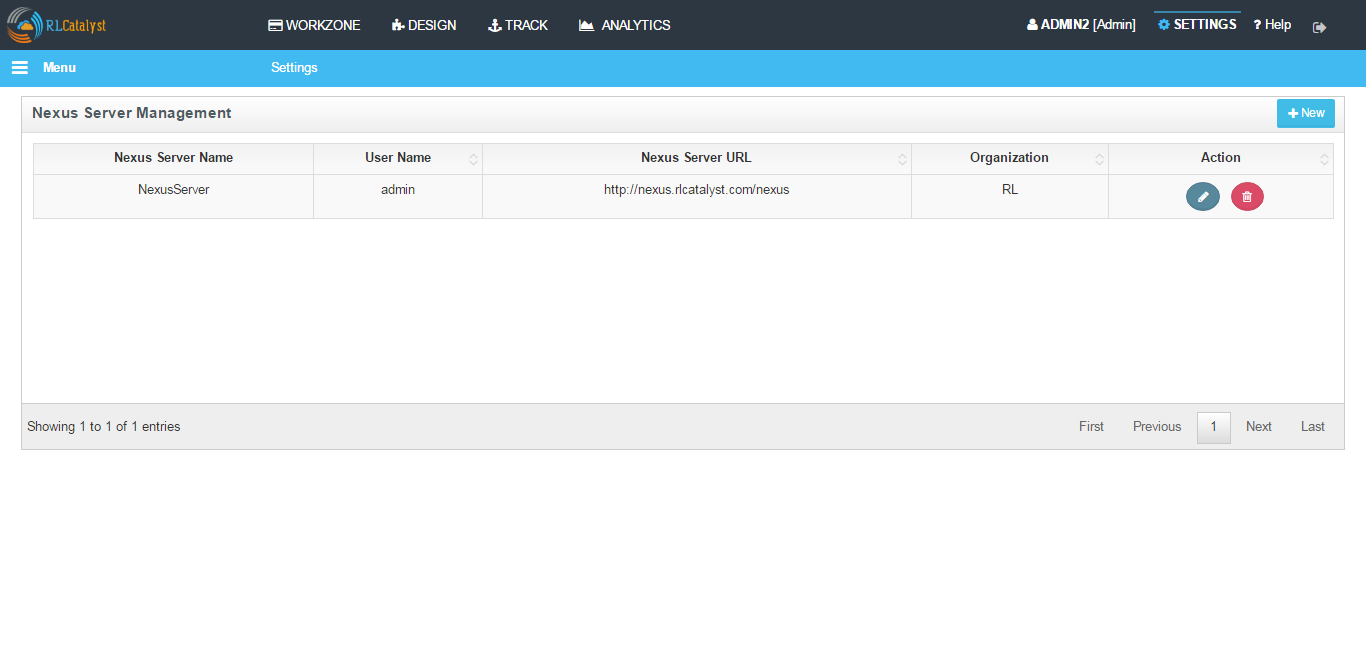 RLCatalyst WORKZONE DESIGN TRACK ANALYTICS ADMIN2 [Admin] SETTINGS ? Help
Menu Settings
Nexus Server Management + New
Nexus Server Name User Name Nexus Server URL Organization Action
NexusServer admin http://nexus.rlcatalyst.com/nexus RL
Showing 1 to 1 of 1 entries First Previous 1 Next Last